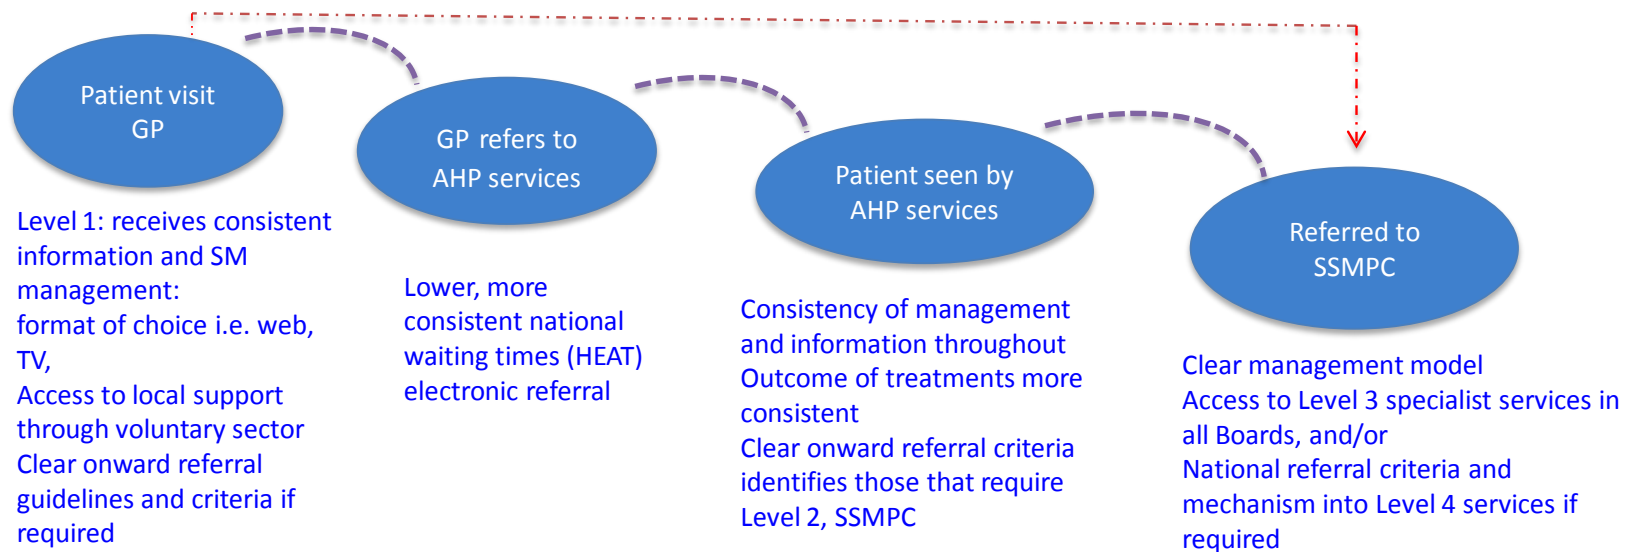 Patient visit
GP
GP refers to
AHP services
Patient seen by
AHP services
Referred to
SSMPC
Level 1: receives consistent
information and SM
management:
format of choice i.e. web,
TV,
Access to local support
through voluntary sector
Clear onward referral
guidelines and criteria if
required
Lower, more
consistent national
waiting times (HEAT)
electronic referral
Consistency of management
and information throughout
Outcome of treatments more
consistent
Clear onward referral criteria
identifies those that require
Level 2, SSMPC
Clear management model
Access to Level 3 specialist services in
all Boards, and/or
National referral criteria and
mechanism into Level 4 services if
required